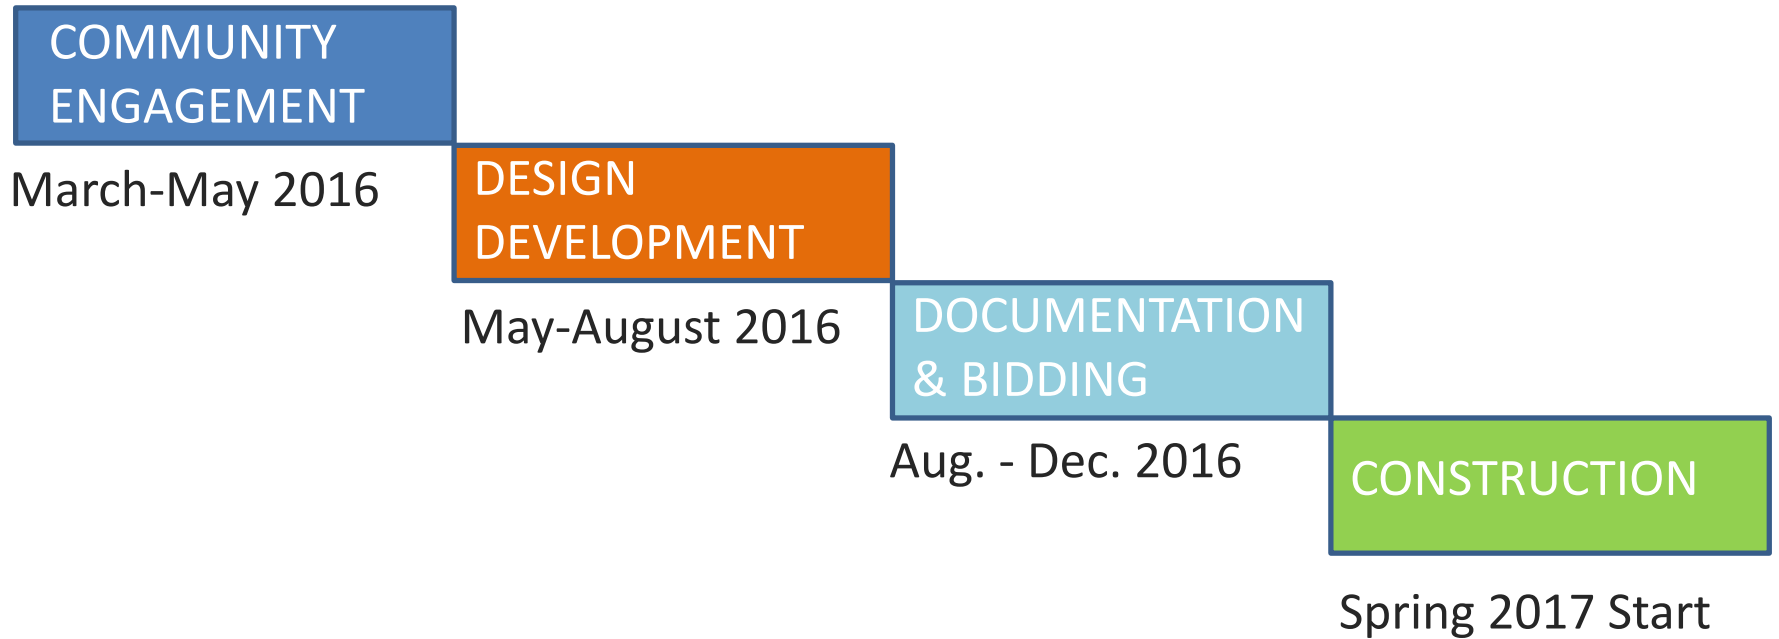 COMMUNITY
ENGAGEMENT
March-May 2016
DESIGN
DEVELOPMENT
May-August 2016
DOCUMENTATION
& BIDDING
Aug. - Dec. 2016
CONSTRUCTION
Spring 2017 Start